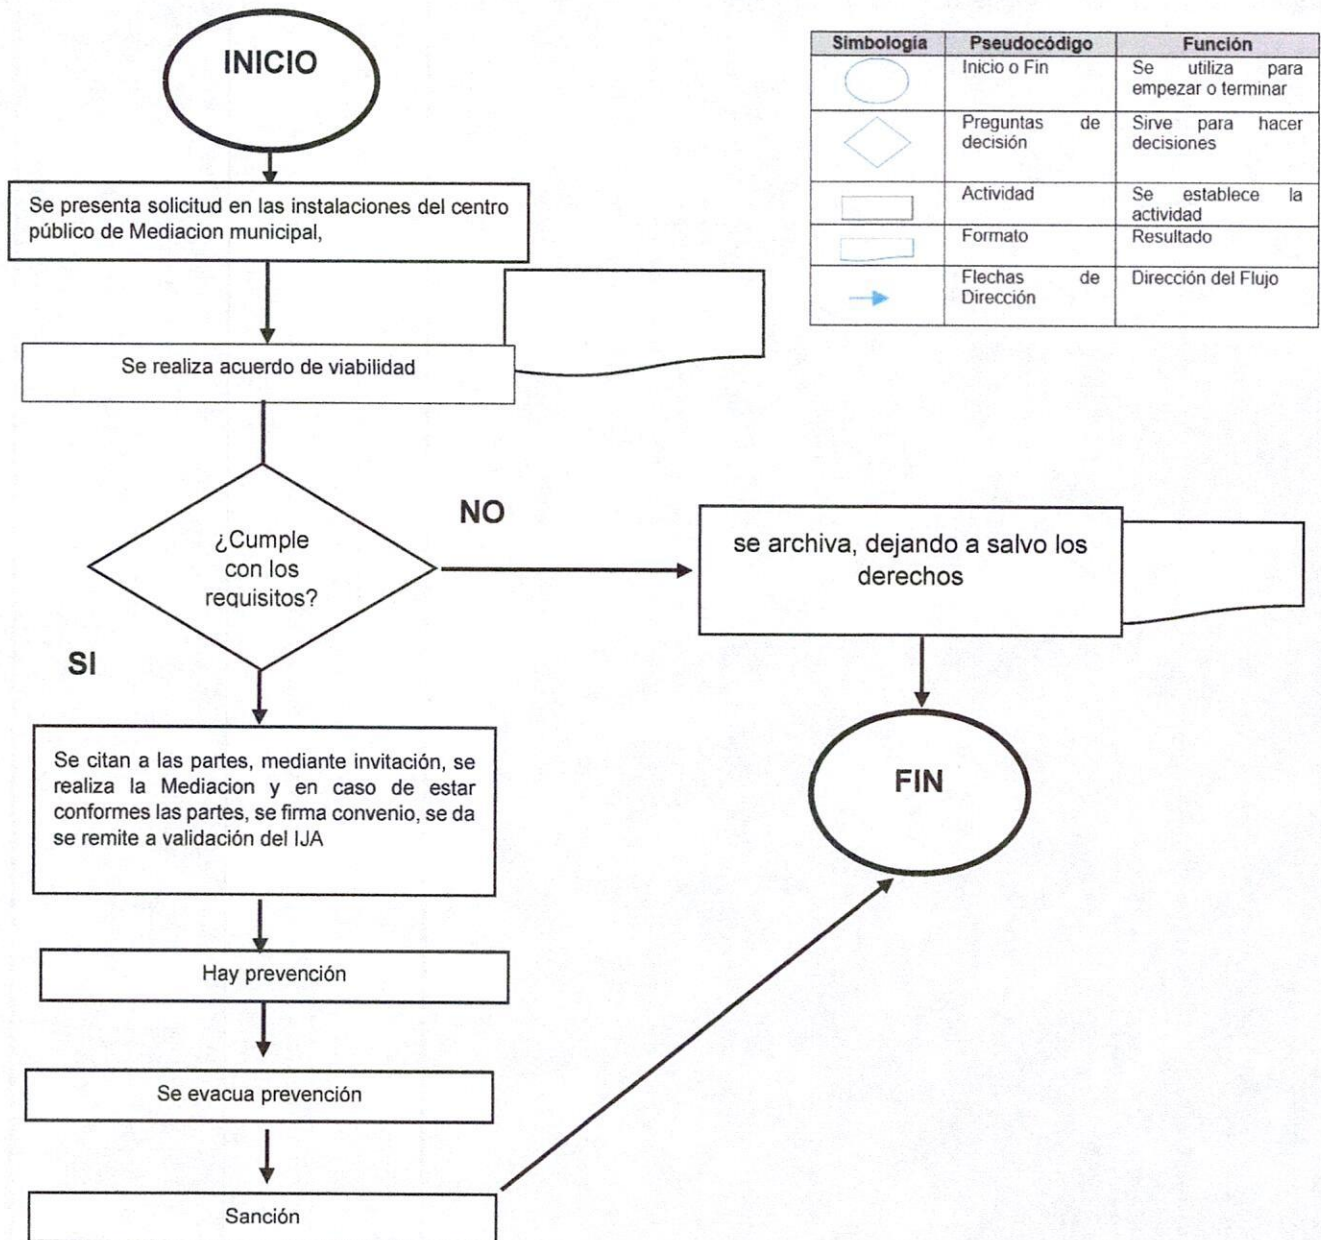 INICIO
Se presenta solicitud en las instalaciones del centro
público de Mediacion municipal,
Se realiza acuerdo de viabilidad
¿Cumple
con los
requisitos?
NO
se archiva, dejando a salvo los
derechos
FIN
SI
Se citan a las partes, mediante invitación, se
realiza la Mediacion y en caso de estar
conformes las partes, se firma convenio, se da
se remite a validación del IJA
Hay prevención
Se evacua prevención
Sanción
Simbología Pseudocódigo Función
Inicio o Fin Se utiliza para
empezar o terminar
Preguntas de Sirve para hacer
decisión decisiones
Actividad Se establece la
actividad
Formato Resultado
Flechas de Dirección del Flujo
Dirección